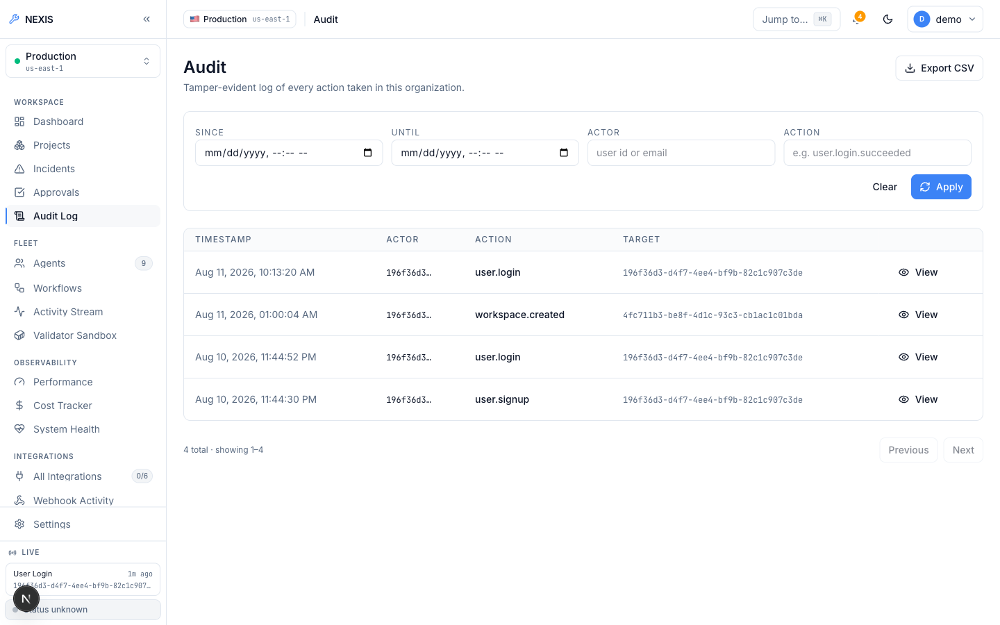 NEXIS
Production us-east-1
Audit
Jump to... ⌘K
4
D
demo
Production
us-east-1
WORKSPACE
Dashboard
Projects
Incidents
Approvals
Audit Log
FLEET
Agents 9
Workflows
Activity Stream
Validator Sandbox
OBSERVABILITY
Performance
Cost Tracker
System Health
INTEGRATIONS
All Integrations 0/6
Webhook Activity
Settings
LIVE
User Login 1m ago
196f36d3-d4f7-4ee4-bf9b-82c1c907…
N
Status unknown
Audit
Tamper-evident log of every action taken in this organization.
Export CSV
SINCE UNTIL ACTOR ACTION
mm/dd/yyyy, --:-- -- mm/dd/yyyy, --:-- -- user id or email e.g. user.login.succeeded
Clear Apply
TIMESTAMP ACTOR ACTION TARGET
Aug 11, 2026, 10:13:20 AM 196f36d3… user.login 196f36d3-d4f7-4ee4-bf9b-82c1c907c3de View
Aug 11, 2026, 01:00:04 AM 196f36d3… workspace.created 4fc711b3-be8f-4d1c-93c3-cb1ac1c01bda View
Aug 10, 2026, 11:44:52 PM 196f36d3… user.login 196f36d3-d4f7-4ee4-bf9b-82c1c907c3de View
Aug 10, 2026, 11:44:30 PM 196f36d3… user.signup 196f36d3-d4f7-4ee4-bf9b-82c1c907c3de View
4 total · showing 1–4
Previous Next